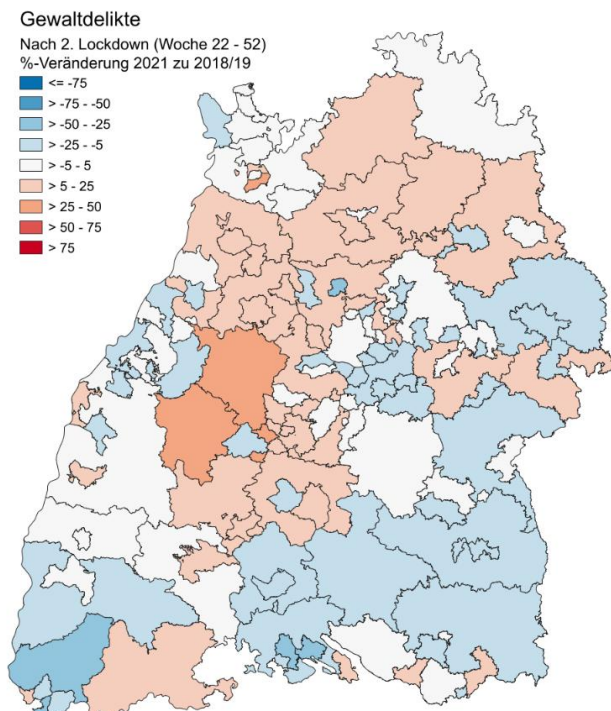 Gewaltdelikte
Nach 2. Lockdown (Woche 22 - 52)
%-Veränderung 2021 zu 2018/19
<= -75
> -75 - -50
> -50 - -25
> -25 - -5
> -5 - 5
> 5 - 25
> 25 - 50
> 50 - 75
> 75